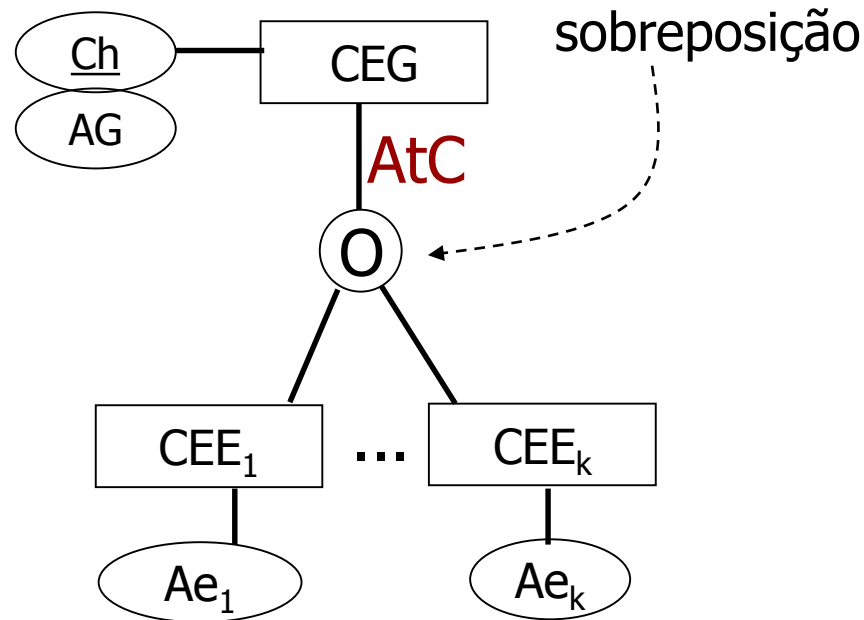 sobreposição
Ch
CEG
AG
AtC
O
CEE₁
...
CEEₖ
Ae₁
Aeₖ